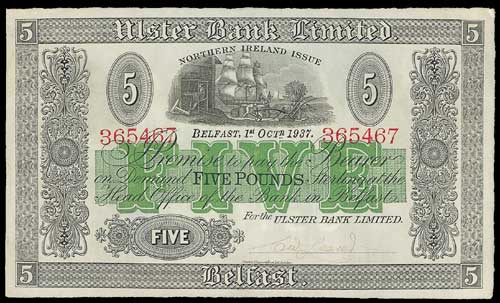 5 Ulster Bank Limited. 5
NORTHERN IRELAND ISSUE
5 5
365467 BELFAST, 1st OCTR 1937. 365467
FIVE
Promise to pay the Bearer
on Demand FIVE POUNDS Sterling at the
Head Office of the Bank in Belfast
For the ULSTER BANK LIMITED.
FIVE
5 Belfast. 5